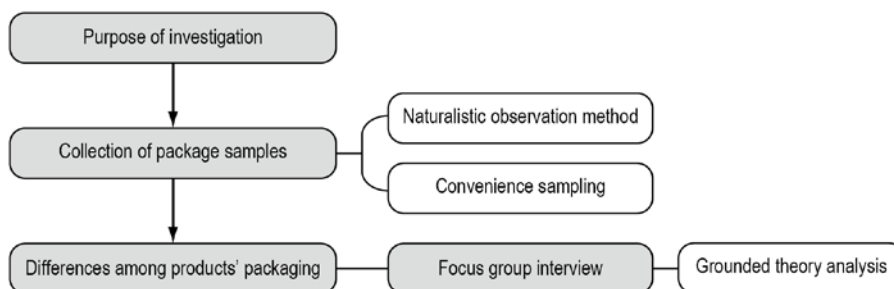 Purpose of investigation
Naturalistic observation method
Collection of package samples
Convenience sampling
Differences among products' packaging
Focus group interview
Grounded theory analysis